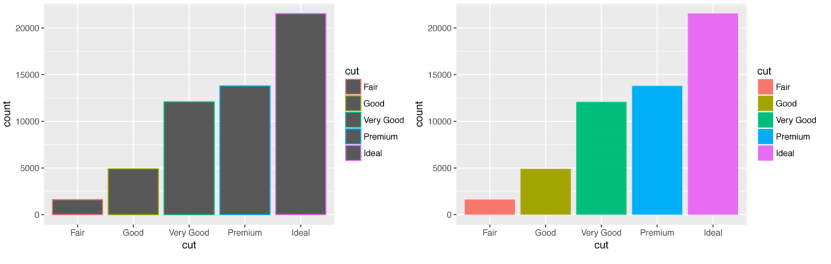 20000
15000
10000
5000
0
count
Fair Good Very Good Premium Ideal
cut
cut
Fair
Good
Very Good
Premium
Ideal
20000
15000
10000
5000
0
count
Fair Good Very Good Premium Ideal
cut
cut
Fair
Good
Very Good
Premium
Ideal